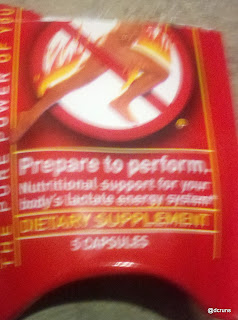 THE PURE POWER OF YOU
Prepare to perform.
Nutritional support for your
body's lactate energy system*
DIETARY SUPPLEMENT
5 CAPSULES
@dcruns